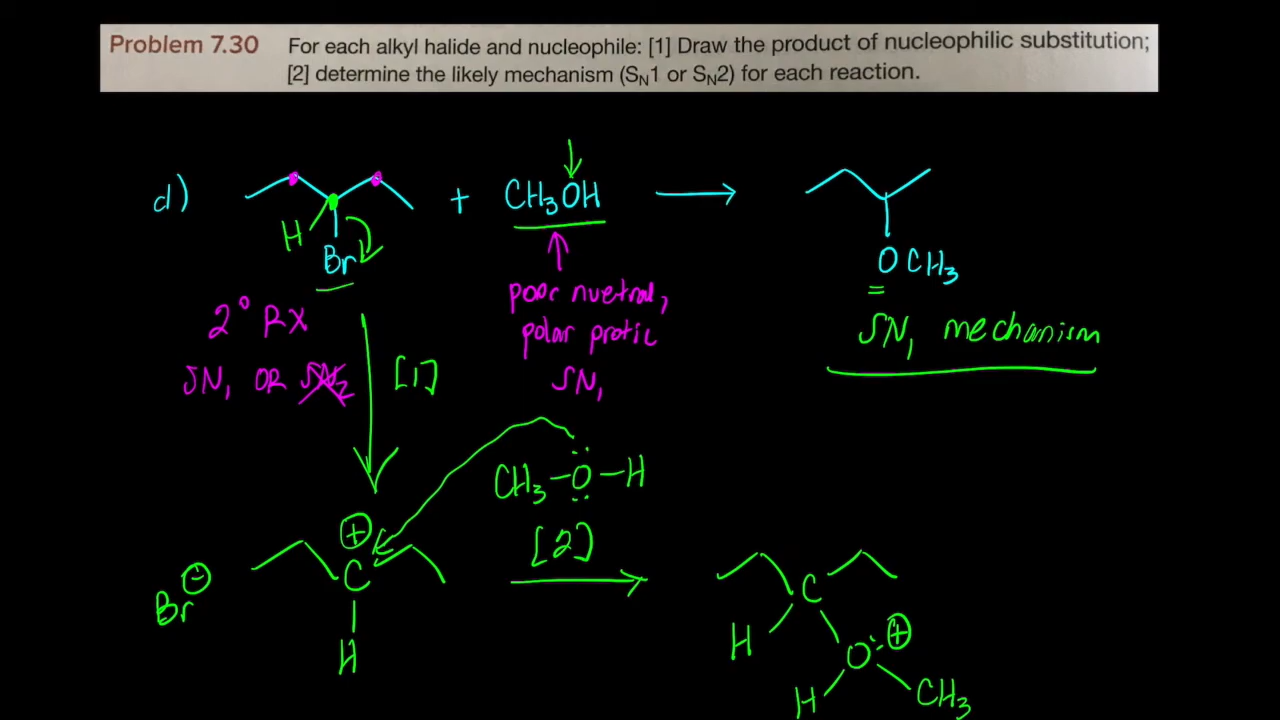 Problem 7.30 For each alkyl halide and nucleophile: [1] Draw the product of nucleophilic substitution;
[2] determine the likely mechanism (SN1 or SN2) for each reaction.
d) H Br + CH3OH → OCH3
2° RX
SN1 OR SN2
poor nuetral,
polar protic
SN1
SN1 mechanism
[1]
CH3-O-H
[2]
Br⊖ ⊕ C H
C H O ⊕ H CH3